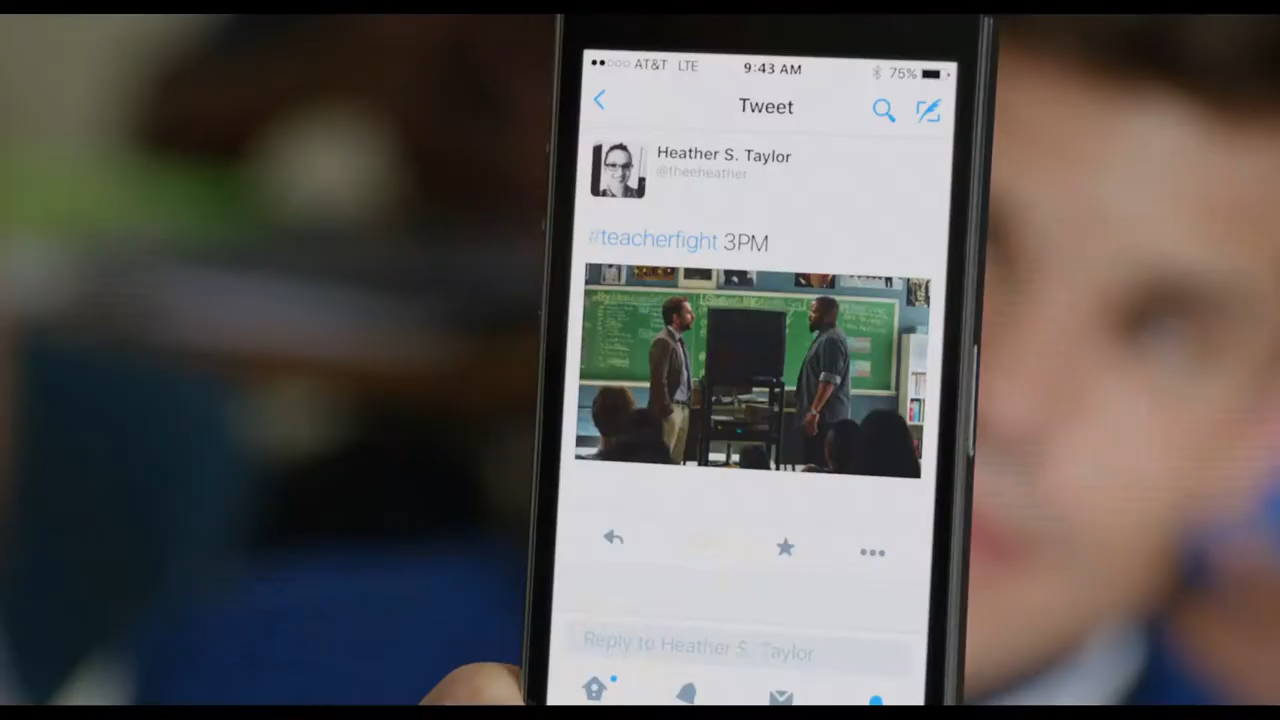 AT&T LTE 9:43 AM 75%
Tweet
Heather S. Taylor
@theeheather
#teacherfight 3PM
Reply to Heather S. Taylor